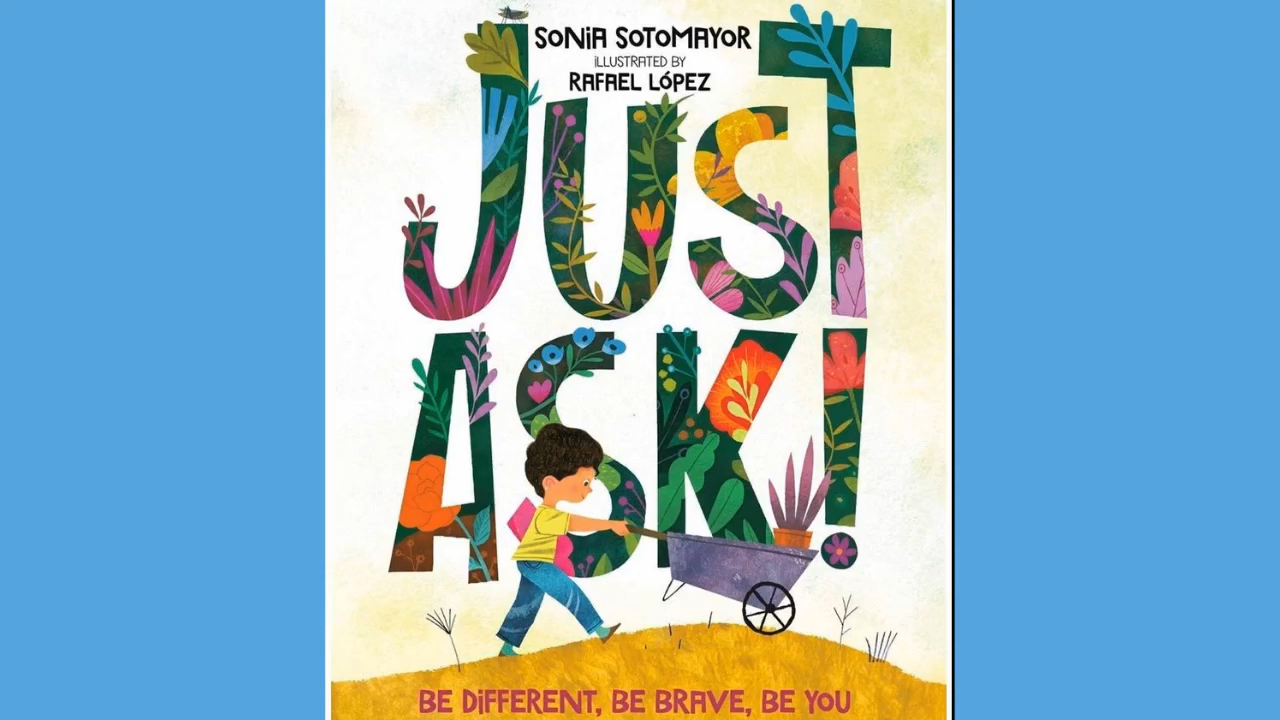 SONIA SOTOMAYOR
ILLUSTRATED BY
RAFAEL LÓPEZ
JUST
ASK!
BE DIFFERENT, BE BRAVE, BE YOU